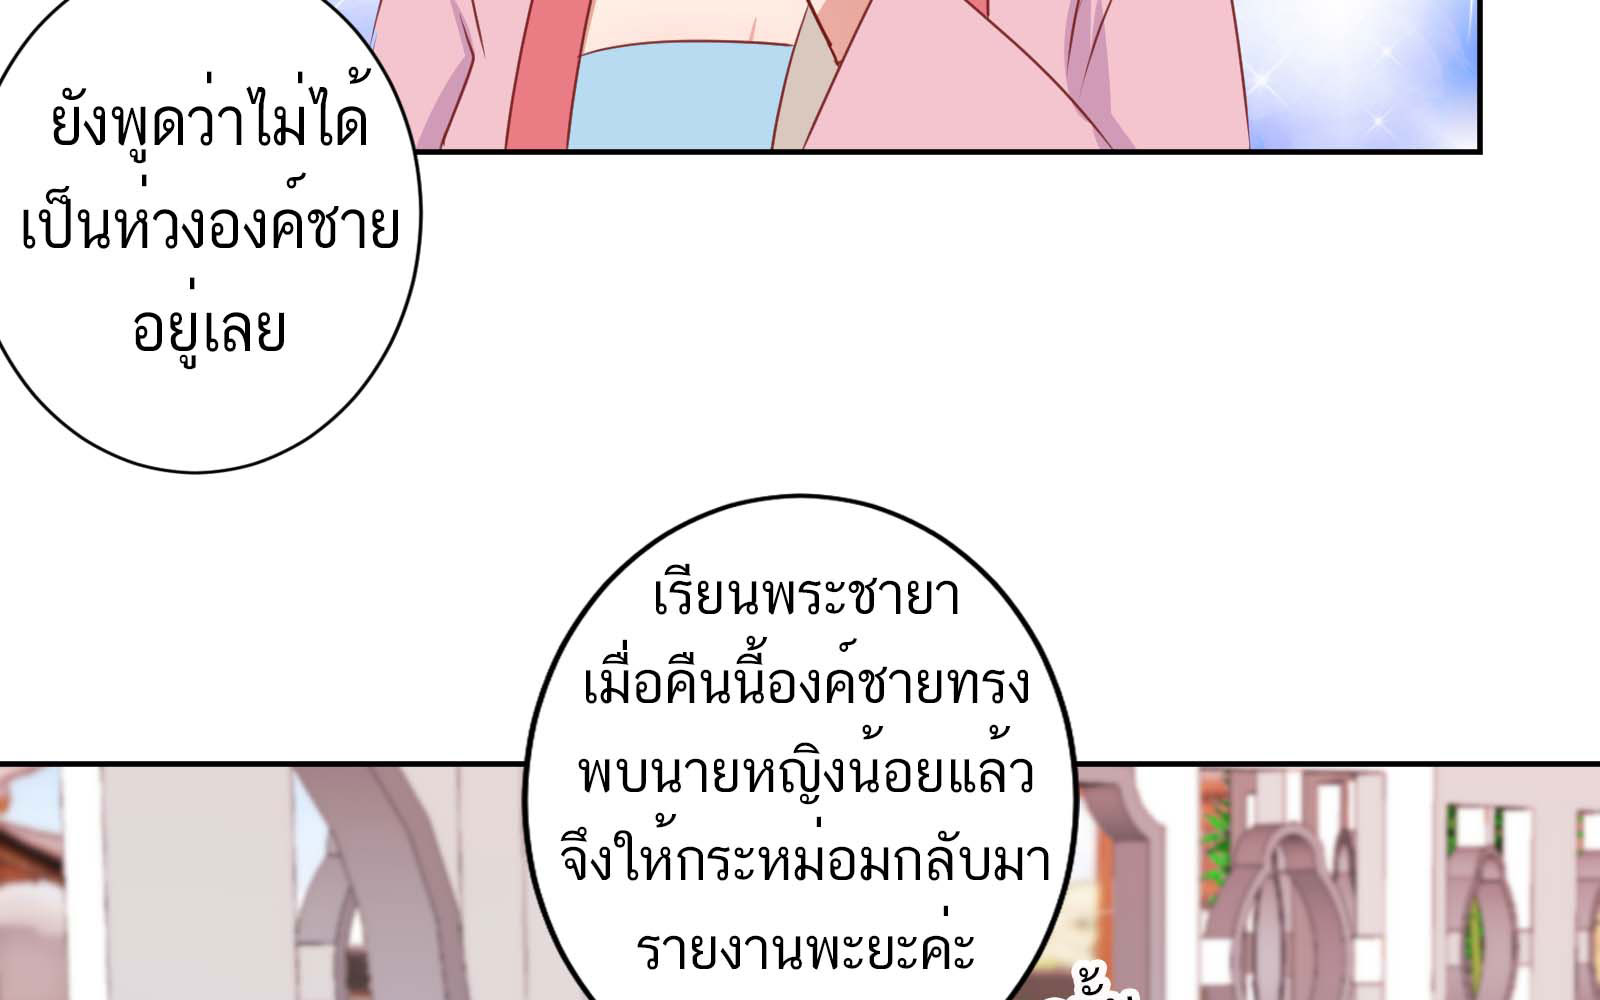 ยังพูดว่าไม่ได้
เป็นห่วงองค์ชาย
อยู่เลย
เรียนพระชายา
เมื่อคืนนี้องค์ชายทรง
พบนายหญิงน้อยแล้ว
จึงให้กระหม่อมกลับมา
รายงานพะยะค่ะ